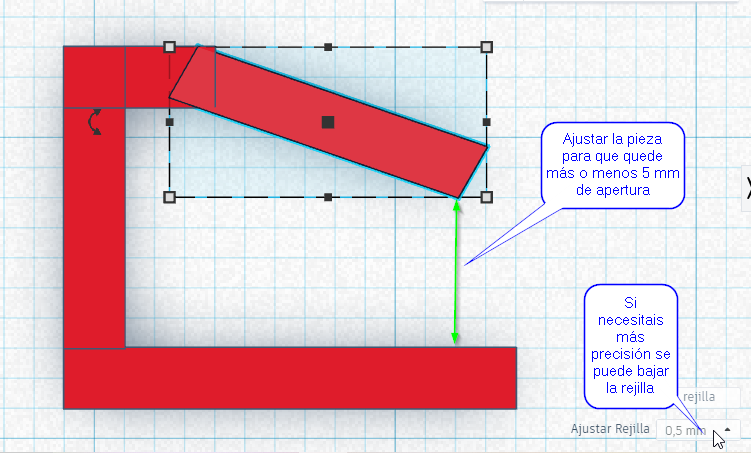 Ajustar la pieza
para que quede
más o menos 5 mm
de apertura
Si
necesitais
más
precisión se
puede bajar
la rejilla
rejilla
Ajustar Rejilla 0,5 mm